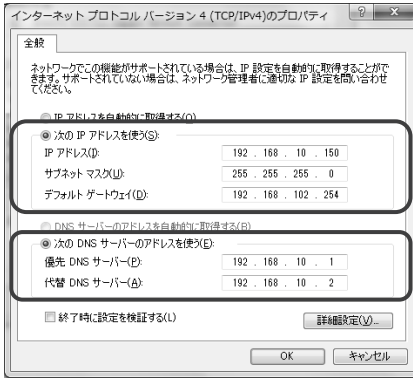 インターネット プロトコル バージョン 4 (TCP/IPv4)のプロパティ
全般
ネットワークでこの機能がサポートされている場合は、IP 設定を自動的に取得することがで
きます。サポートされていない場合は、ネットワーク管理者に適切な IP 設定を問い合わせ
てください。
IP アドレスを自動的に取得する(O)
次の IP アドレスを使う(S):
IP アドレス(I): 192 . 168 . 10 . 150
サブネット マスク(U): 255 . 255 . 255 . 0
デフォルト ゲートウェイ(D): 192 . 168 . 102 . 254
DNS サーバーのアドレスを自動的に取得する(B)
次の DNS サーバーのアドレスを使う(E):
優先 DNS サーバー(P): 192 . 168 . 10 . 1
代替 DNS サーバー(A): 192 . 168 . 10 . 2
終了時に設定を検証する(L)
詳細設定(V)...
OK キャンセル